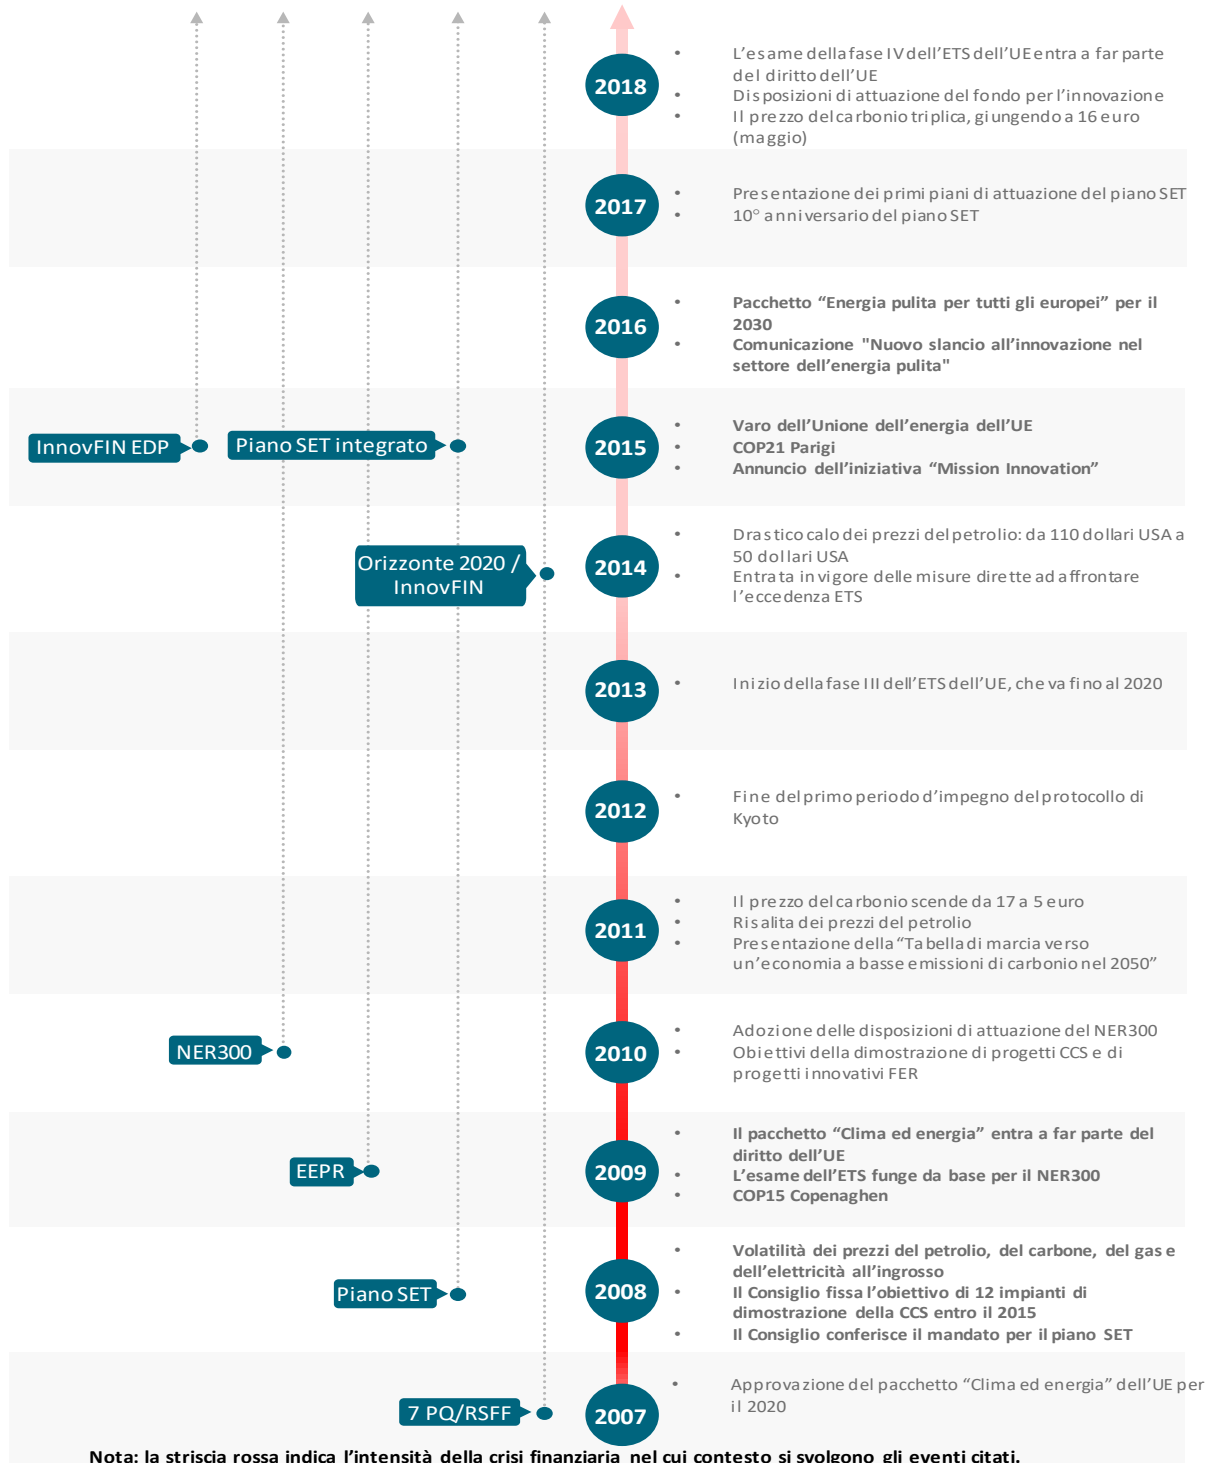 2018
L’esame della fase IV dell’ETS dell’UE entra a far parte
del diritto dell’UE
Disposizioni di attuazione del fondo per l’innovazione
Il prezzo del carbonio triplica, giungendo a 16 euro
(maggio)
2017
Presentazione dei primi piani di attuazione del piano SET
10° anniversario del piano SET
2016
Pacchetto “Energia pulita per tutti gli europei” per il
2030
Comunicazione "Nuovo slancio all’innovazione nel
settore dell’energia pulita"
InnovFIN EDP
Piano SET integrato
2015
Varo dell’Unione dell’energia dell’UE
COP21 Parigi
Annuncio dell’iniziativa “Mission Innovation”
Orizzonte 2020 /
InnovFIN
2014
Drastico calo dei prezzi del petrolio: da 110 dollari USA a
50 dollari USA
Entrata in vigore delle misure dirette ad affrontare
l’eccedenza ETS
2013
Inizio della fase III dell’ETS dell’UE, che va fino al 2020
2012
Fine del primo periodo d’impegno del protocollo di
Kyoto
2011
Il prezzo del carbonio scende da 17 a 5 euro
Risalita dei prezzi del petrolio
Presentazione della “Tabella di marcia verso
un’economia a basse emissioni di carbonio nel 2050”
NER300
2010
Adozione delle disposizioni di attuazione del NER300
Obiettivi della dimostrazione di progetti CCS e di
progetti innovativi FER
EEPR
2009
Il pacchetto “Clima ed energia” entra a far parte del
diritto dell’UE
L’esame dell’ETS funge da base per il NER300
COP15 Copenaghen
Piano SET
2008
Volatilità dei prezzi del petrolio, del carbone, del gas e
dell’elettricità all’ingrosso
Il Consiglio fissa l’obiettivo di 12 impianti di
dimostrazione della CCS entro il 2015
Il Consiglio conferisce il mandato per il piano SET
7 PQ/RSFF
2007
Approvazione del pacchetto “Clima ed energia” dell’UE per
il 2020
Nota: la striscia rossa indica l’intensità della crisi finanziaria nel cui contesto si svolgono gli eventi citati.